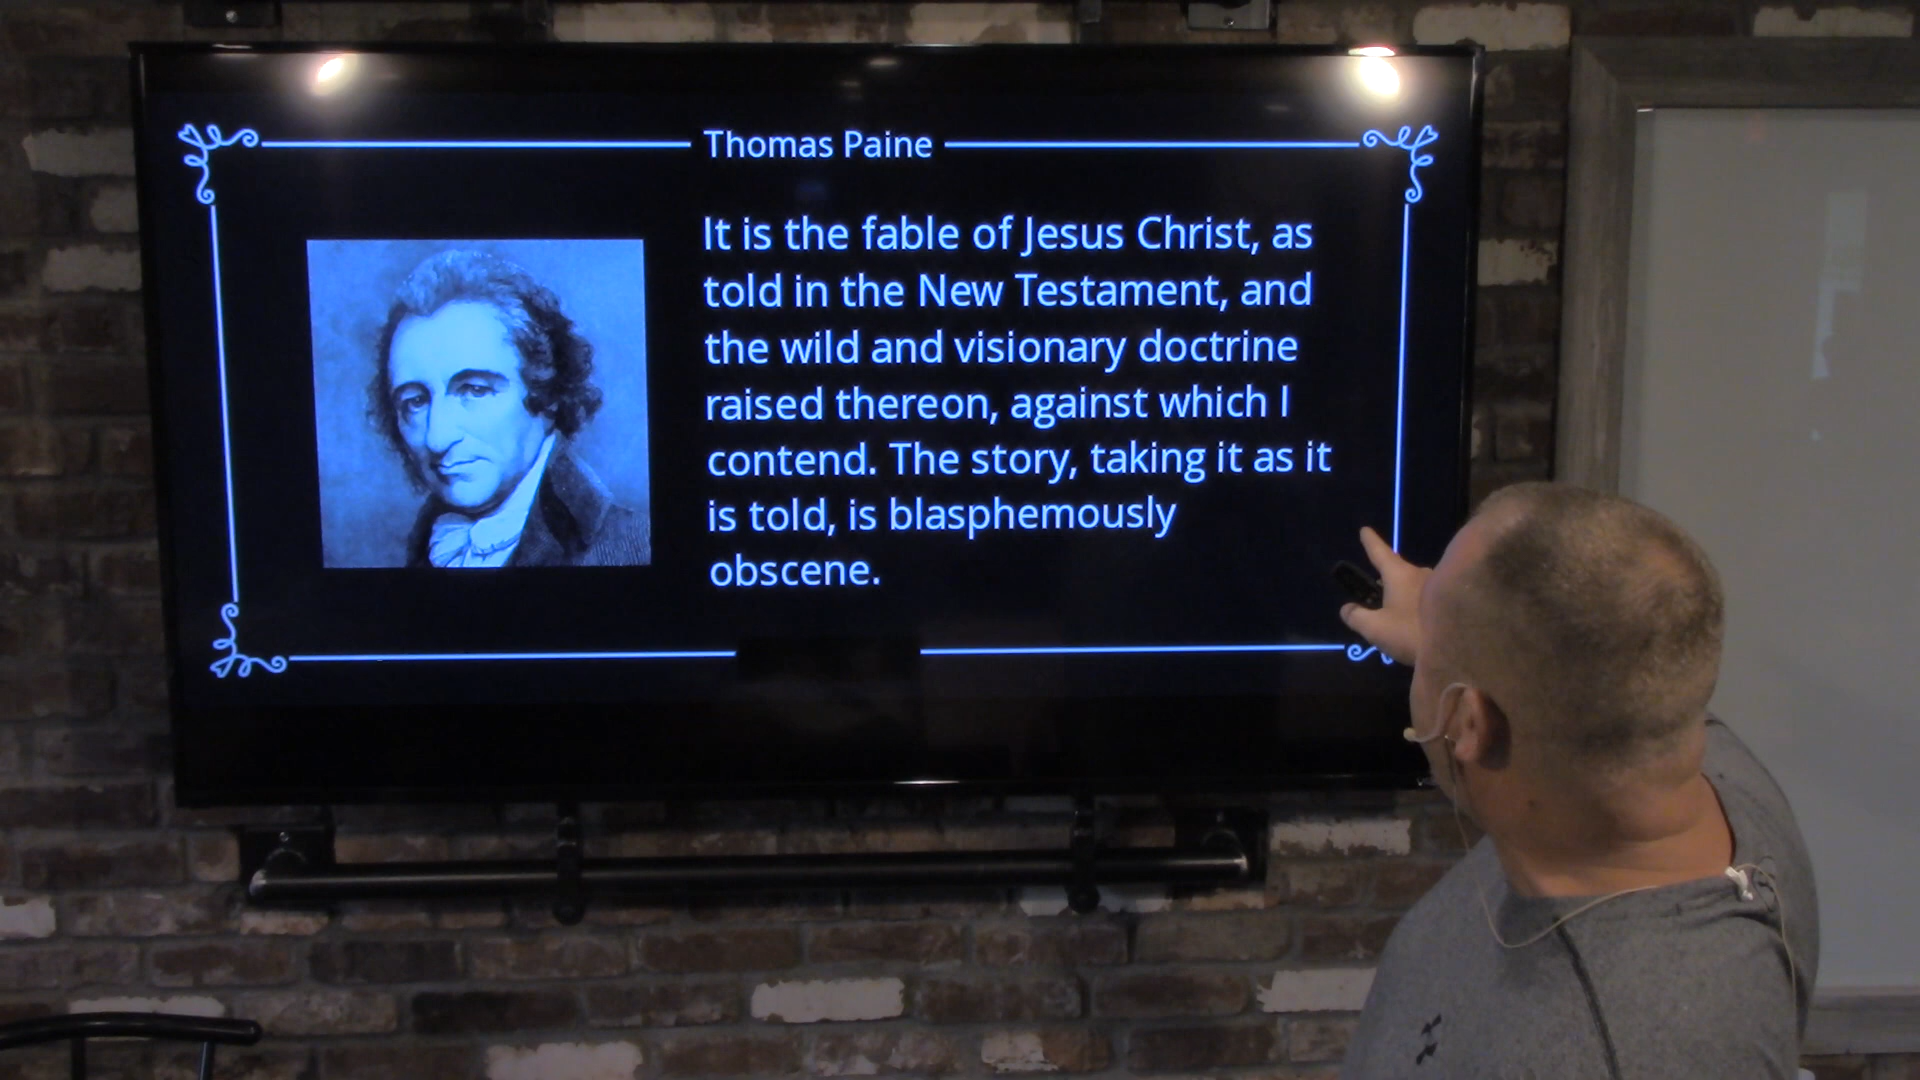 Thomas Paine
It is the fable of Jesus Christ, as
told in the New Testament, and
the wild and visionary doctrine
raised thereon, against which I
contend. The story, taking it as it
is told, is blasphemously
obscene.